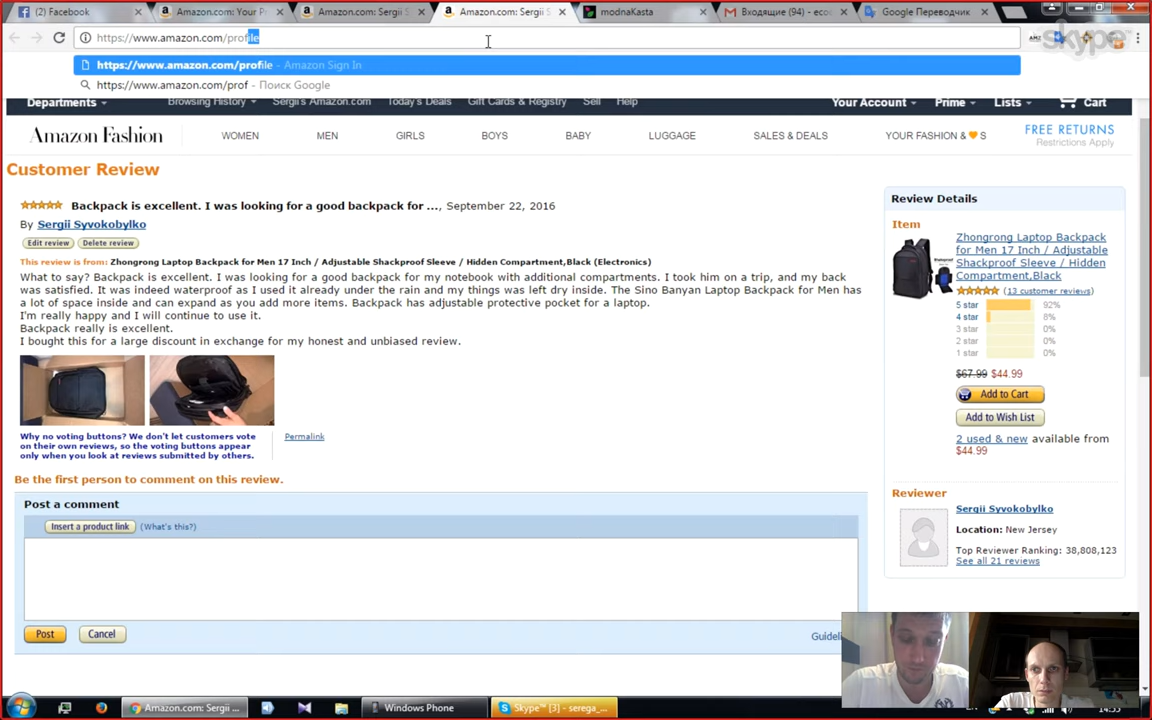 (2) Facebook
Amazon.com: Your P
Amazon.com: Sergii S
Amazon.com: Sergii S
modnaKasta
Входящие (94) - eco
Google Переводчик
https://www.amazon.com/profile
skype
https://www.amazon.com/profile - Amazon Sign In
https://www.amazon.com/prof - Поиск Google
Departments
Browsing History
Sergii's Amazon.com
Today's Deals
Gift Cards & Registry
Sell
Help
Your Account
Prime
Lists
Cart
Amazon Fashion
WOMEN
MEN
GIRLS
BOYS
BABY
LUGGAGE
SALES & DEALS
YOUR FASHION & S
FREE RETURNS
Restrictions Apply
Customer Review
Backpack is excellent. I was looking for a good backpack for ..., September 22, 2016
By Sergii Syvokobylko
Edit review
Delete review
This review is from: Zhongrong Laptop Backpack for Men 17 Inch / Adjustable Shackproof Sleeve / Hidden Compartment,Black (Electronics)
What to say? Backpack is excellent. I was looking for a good backpack for my notebook with additional compartments. I took him on a trip, and my back
was satisfied. It was indeed waterproof as I used it already under the rain and my things was left dry inside. The Sino Banyan Laptop Backpack for Men has
a lot of space inside and can expand as you add more items. Backpack has adjustable protective pocket for a laptop.
I'm really happy and I will continue to use it.
Backpack really is excellent.
I bought this for a large discount in exchange for my honest and unbiased review.
Why no voting buttons? We don't let customers vote
on their own reviews, so the voting buttons appear
only when you look at reviews submitted by others.
Permalink
Be the first person to comment on this review.
Post a comment
Insert a product link
(What's this?)
Post
Cancel
Guideli
Review Details
Item
Zhongrong Laptop Backpack
for Men 17 Inch / Adjustable
Shackproof Sleeve / Hidden
Compartment,Black
(13 customer reviews)
5 star 92%
4 star 8%
3 star 0%
2 star 0%
1 star 0%
$67.99 $44.99
Add to Cart
Add to Wish List
2 used & new available from
$44.99
Reviewer
Sergii Syvokobylko
Location: New Jersey
Top Reviewer Ranking: 38,808,123
See all 21 reviews
Amazon.com: Sergii ...
Windows Phone
Skype™ [3] - serega_...